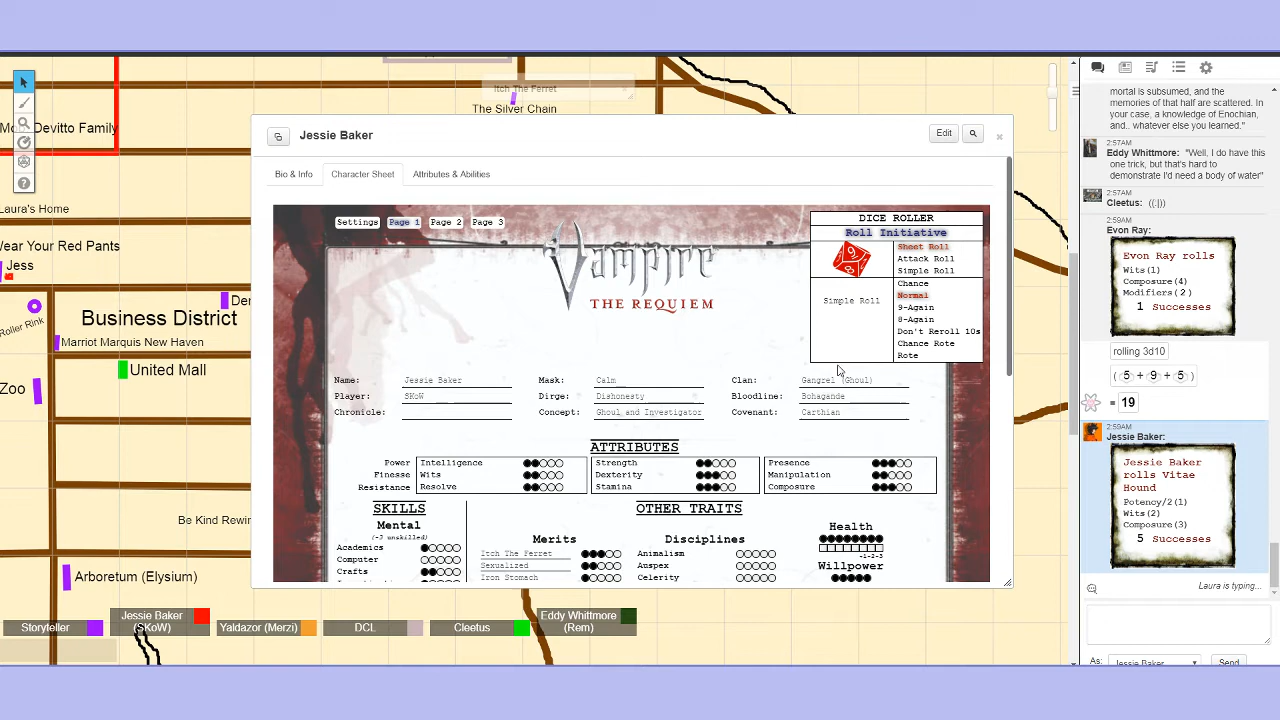 Itch The Ferret
The Silver Chain
Devitto Family
Laura's Home
Wear Your Red Pants
Jess
Roller Rink
Business District
Marriot Marquis New Haven
United Mall
Zoo
Be Kind Rewin
Arboretum (Elysium)
Jessie Baker
Edit
Bio & Info
Character Sheet
Attributes & Abilities
Settings
Page 1
Page 2
Page 3
Vampire
THE REQUIEM
DICE ROLLER
Roll Initiative
Sheet Roll
Attack Roll
Simple Roll
Simple Roll
Chance
Normal
9-Again
8-Again
Don't Reroll 10s
Chance Rote
Rote
Name: Jessie Baker Mask: Calm Clan: Gangrel (Ghoul)
Player: SKoW Dirge: Dishonesty Bloodline: Bohagande
Chronicle: Concept: Ghoul and Investigator Covenant: Carthian
ATTRIBUTES
Power Intelligence Strength Presence
Finesse Wits Dexterity Manipulation
Resistance Resolve Stamina Composure
SKILLS
Mental
(-3 unskilled)
Academics
Computer
Crafts
OTHER TRAITS
Merits
Itch The Ferret
Sexualized
Iron Stomach
Disciplines
Animalism
Auspex
Celerity
Health
-1-2-3
Willpower
Storyteller
Jessie Baker
(SKoW)
Yaldazor (Merzi)
DCL
Cleetus
Eddy Whittmore
(Rem)
mortal is subsumed, and the
memories of that half are scattered. In
your case, a knowledge of Enochian,
and.. whatever else you learned."
2:57AM
Eddy Whittmore: "Well, I do have this
one trick, but that's hard to
demonstrate I'd need a body of water"
2:57AM
Cleetus: ((:|))
2:59AM
Evon Ray:
Evon Ray rolls
Wits(1)
Composure(4)
Modifiers(2)
1 Successes
rolling 3d10
(5+9+5)
= 19
2:59AM
Jessie Baker:
Jessie Baker
rolls Vitae
Bound
Potency/2(1)
Wits(2)
Composure(3)
5 Successes
Laura is typing...
As: Jessie Baker Send